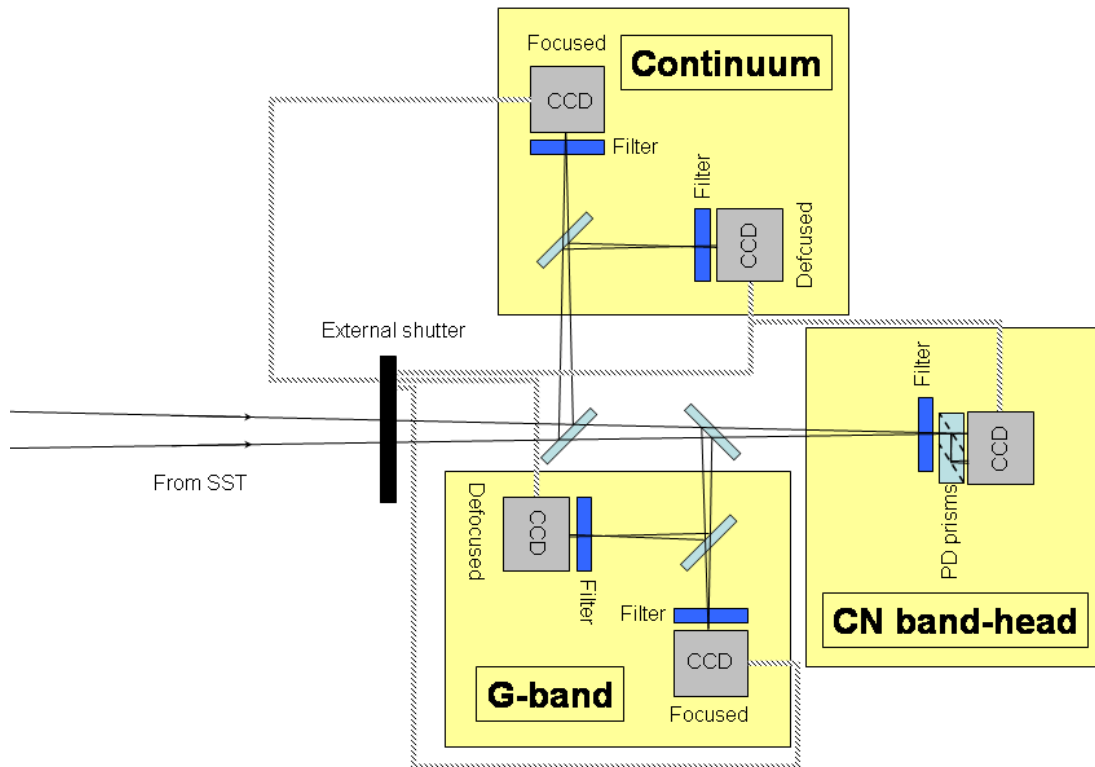 Focused
Continuum
CCD
Filter
Filter
CCD
Defcused
External shutter
From SST
Filter
CCD
PD prisms
CN band-head
Defocused
CCD
Filter
Filter
CCD
Focused
G-band